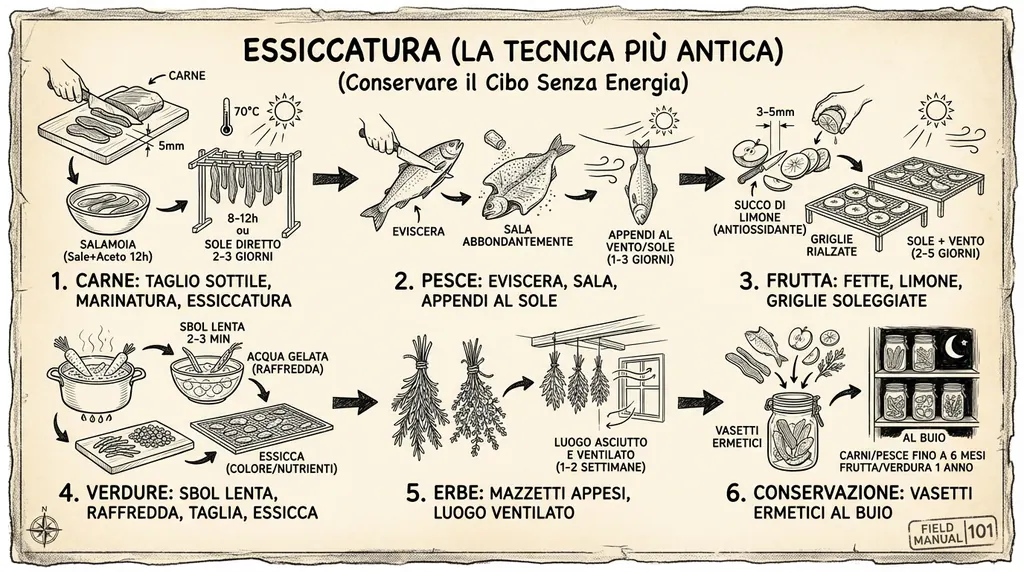 ESSICCATURA (LA TECNICA PIÙ ANTICA)
(Conservare il Cibo Senza Energia)
CARNE
5mm
SALAMOIA
(Sale+Aceto 12h)
70°C
8-12h
ou
SOLE DIRETTO
2-3 GIORNI
1. CARNE: TAGLIO SOTTILE,
MARINATURA, ESSICCATURA
EVISCERA
SALA
ABBONDANTEMENTE
APPENDI AL
VENTO/SOLE
(1-3 GIORNI)
2. PESCE: EVISCERA, SALA,
APPENDI AL SOLE
3-5mm
SUCCO DI
LIMONE
(ANTIOSSIDANTE)
GRIGLIE
RIALZATE
SOLE + VENTO
(2-5 GIORNI)
3. FRUTTA: FETTE, LIMONE,
GRIGLIE SOLEGGIATE
SBOL LENTA
2-3 MIN
ACQUA GELATA
(RAFFREDDA)
ESSICCA
(COLORE/NUTRIENTI)
4. VERDURE: SBOL LENTA,
RAFFREDDA, TAGLIA, ESSICCA
LUOGO ASCIUTTO
E VENTILATO
(1-2 SETTIMANE)
5. ERBE: MAZZETTI APPESI,
LUOGO VENTILATO
VASETTI
ERMETICI
AL BUIO
CARNI/PESCE FINO A 6 MESI
FRUTTA/VERDURA 1 ANNO
6. CONSERVAZIONE: VASETTI
ERMETICI AL BUIO
N
FIELD
MANUAL 101